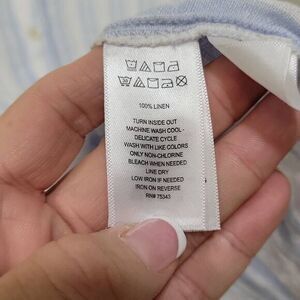 100% LINEN
TURN INSIDE OUT
MACHINE WASH COOL -
DELICATE CYCLE
WASH WITH LIKE COLORS
ONLY NON-CHLORINE
BLEACH WHEN NEEDED
LINE DRY
LOW IRON IF NEEDED
IRON ON REVERSE
RN# 75343